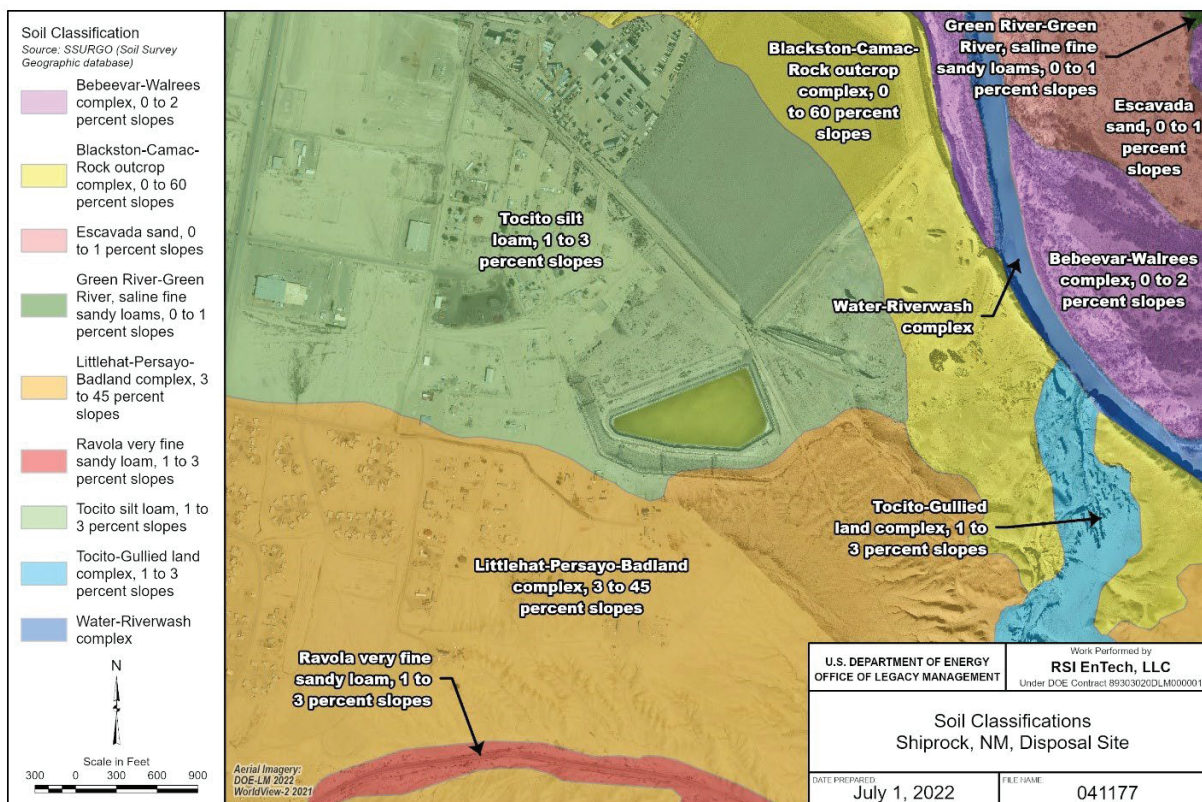 Soil Classification
Source: SSURGO (Soil Survey
Geographic database)
Bebeevar-Walrees
complex, 0 to 2
percent slopes
Blackston-Camac-
Rock outcrop
complex, 0 to 60
percent slopes
Escavada sand, 0
to 1 percent slopes
Green River-Green
River, saline fine
sandy loams, 0 to 1
percent slopes
Littlehat-Persayo-
Badland complex, 3
to 45 percent
slopes
Ravola very fine
sandy loam, 1 to 3
percent slopes
Tocito silt loam, 1 to
3 percent slopes
Tocito-Gullied land
complex, 1 to 3
percent slopes
Water-Riverwash
complex
N
Scale in Feet
300 0 300 600 900
Blackston-Camac-
Rock outcrop
complex, 0
to 60 percent
slopes
Green River-Green
River, saline fine
sandy loams, 0 to 1
percent slopes
Escavada
sand, 0 to 1
percent
slopes
Tocito silt
loam, 1 to 3
percent slopes
Bebeevar-Walrees
complex, 0 to 2
percent slopes
Water-Riverwash
complex
Tocito-Gullied
land complex, 1 to
3 percent slopes
Littlehat-Persayo-Badland
complex, 3 to 45
percent slopes
Ravola very fine
sandy loam, 1 to
3 percent slopes
Aerial Imagery:
DOE-LM 2022
WorldView-2 2021
U.S. DEPARTMENT OF ENERGY
OFFICE OF LEGACY MANAGEMENT
Work Performed by
RSI EnTech, LLC
Under DOE Contract 89303020DLM000001
Soil Classifications
Shiprock, NM, Disposal Site
DATE PREPARED:
July 1, 2022
FILE NAME:
041177